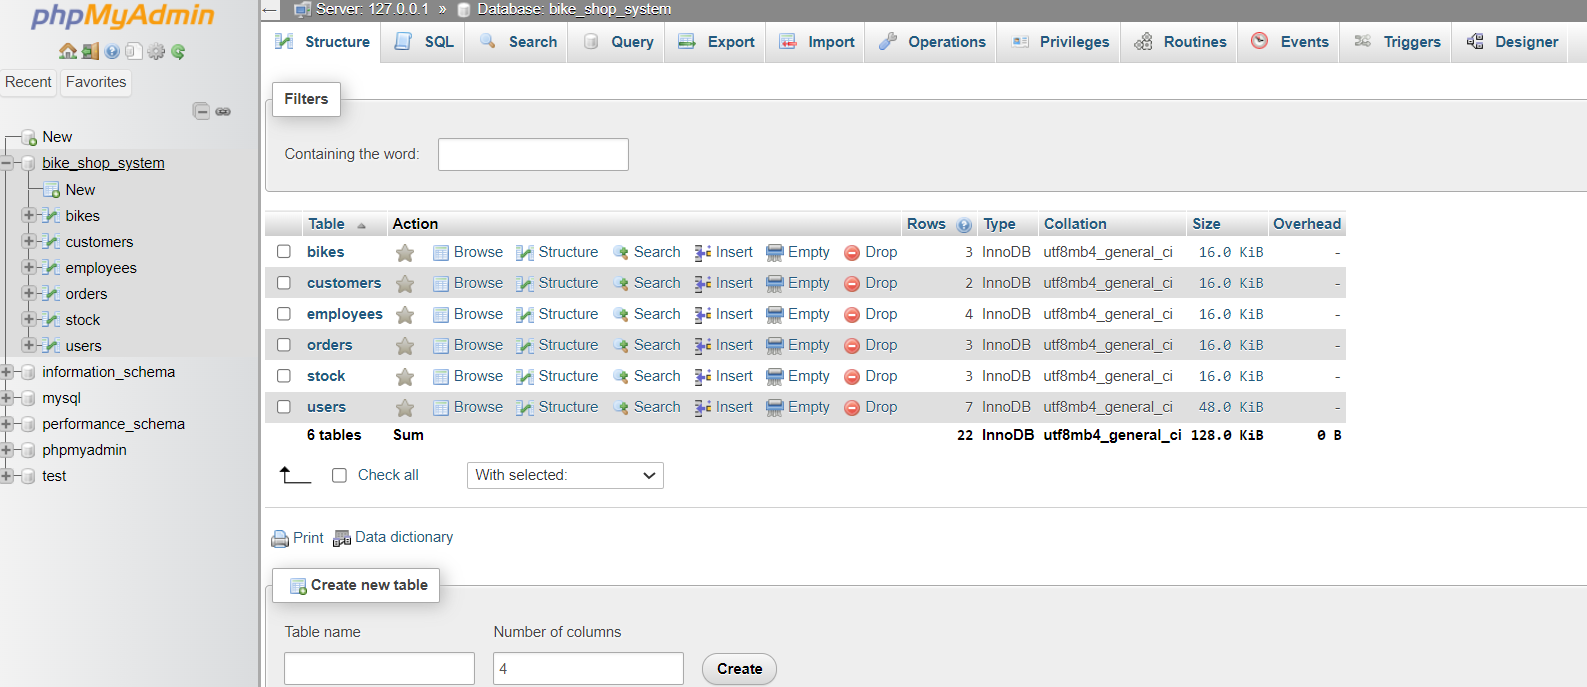 phpMyAdmin
Recent Favorites
New
bike_shop_system
New
bikes
customers
employees
orders
stock
users
information_schema
mysql
performance_schema
phpmyadmin
test
Server: 127.0.0.1 » Database: bike_shop_system
Structure SQL Search Query Export Import Operations Privileges Routines Events Triggers Designer
Filters
Containing the word:
Table Action Rows Type Collation Size Overhead
bikes Browse Structure Search Insert Empty Drop 3 InnoDB utf8mb4_general_ci 16.0 KiB -
customers Browse Structure Search Insert Empty Drop 2 InnoDB utf8mb4_general_ci 16.0 KiB -
employees Browse Structure Search Insert Empty Drop 4 InnoDB utf8mb4_general_ci 16.0 KiB -
orders Browse Structure Search Insert Empty Drop 3 InnoDB utf8mb4_general_ci 16.0 KiB -
stock Browse Structure Search Insert Empty Drop 3 InnoDB utf8mb4_general_ci 16.0 KiB -
users Browse Structure Search Insert Empty Drop 7 InnoDB utf8mb4_general_ci 48.0 KiB -
6 tables Sum 22 InnoDB utf8mb4_general_ci 128.0 KiB 0 B
Check all With selected:
Print Data dictionary
Create new table
Table name Number of columns
4 Create